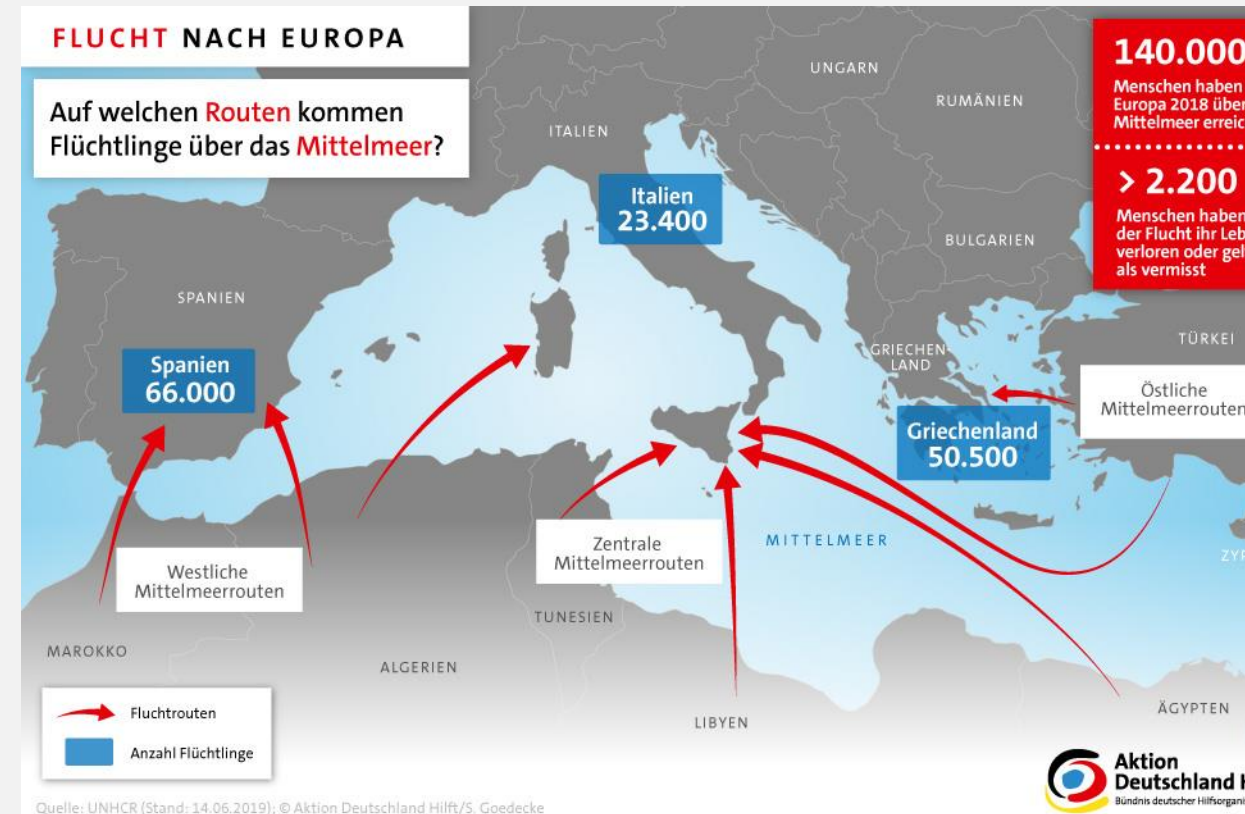 FLUCHT NACH EUROPA
Auf welchen Routen kommen
Flüchtlinge über das Mittelmeer?
140.000
Menschen haben
Europa 2018 über
Mittelmeer erreic
> 2.200
Menschen haben
der Flucht ihr Leb
verloren oder gel
als vermisst
UNGARN
RUMÄNIEN
ITALIEN
Italien
23.400
BULGARIEN
SPANIEN
Spanien
66.000
TÜRKEI
GRIECHEN-
LAND
Östliche
Mittelmeerrouten
Griechenland
50.500
MITTELMEER
Zentrale
Mittelmeerrouten
Westliche
Mittelmeerrouten
ZYP
TUNESIEN
MAROKKO
ALGERIEN
LIBYEN
ÄGYPTEN
Fluchtrouten
Anzahl Flüchtlinge
Aktion
Deutschland H
Bündnis deutscher Hilfsorgani
Quelle: UNHCR (Stand: 14.06.2019); © Aktion Deutschland Hilft/S. Goedecke